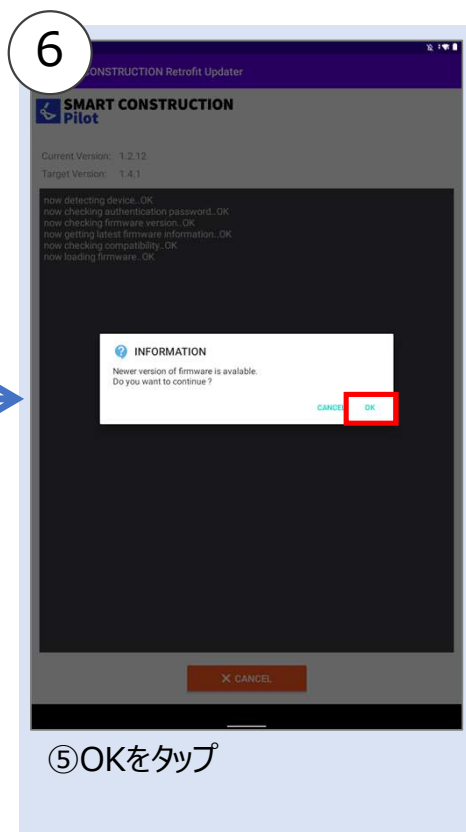 6
CONSTRUCTION Retrofit Updater
SMART CONSTRUCTION
Pilot
Current Version: 1.2.12
Target Version: 1.4.1
now detecting device..OK
now checking authentication password..OK
now checking firmware version..OK
now getting latest firmware information..OK
now checking compatibility..OK
now loading firmware..OK
INFORMATION
Newer version of firmware is avalable.
Do you want to continue ?
CANCEL OK
X CANCEL
⑤OKをタップ